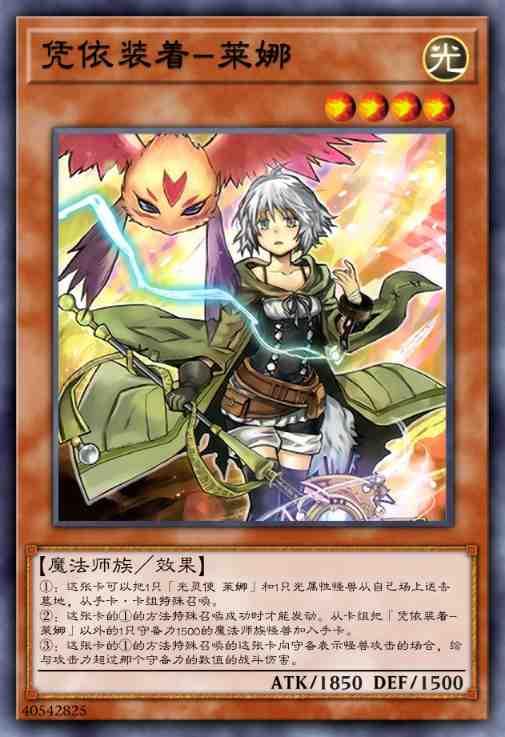 凭依装着–莱娜
光
【魔法师族／效果】
①：这张卡可以把1只「光灵使 莱娜」和1只光属性怪兽从自己场上送去
墓地，从手卡·卡组特殊召唤。
②：这张卡的①的方法特殊召唤成功时才能发动。从卡组把「凭依装着–
莱娜」以外的1只守备力1500的魔法师族怪兽加入手卡。
③：这张卡的①的方法特殊召唤的这张卡向守备表示怪兽攻击的场合，给
与攻击力超过那个守备力的数值的战斗伤害。
ATK/1850 DEF/1500
40542825